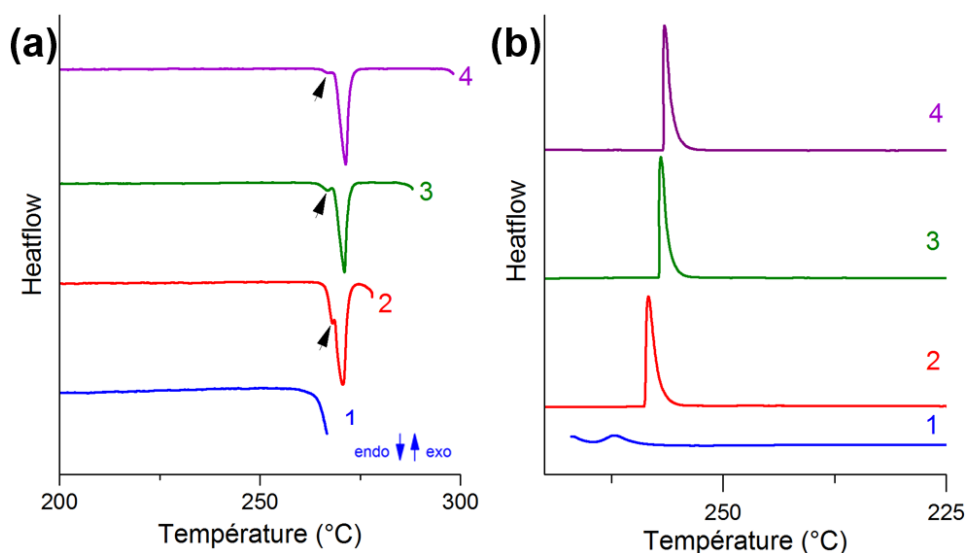 (a)
4
3
2
1
endo exo
Heatflow
200 250 300
Température (°C)
(b)
4
3
2
1
Heatflow
250 225
Température (°C)